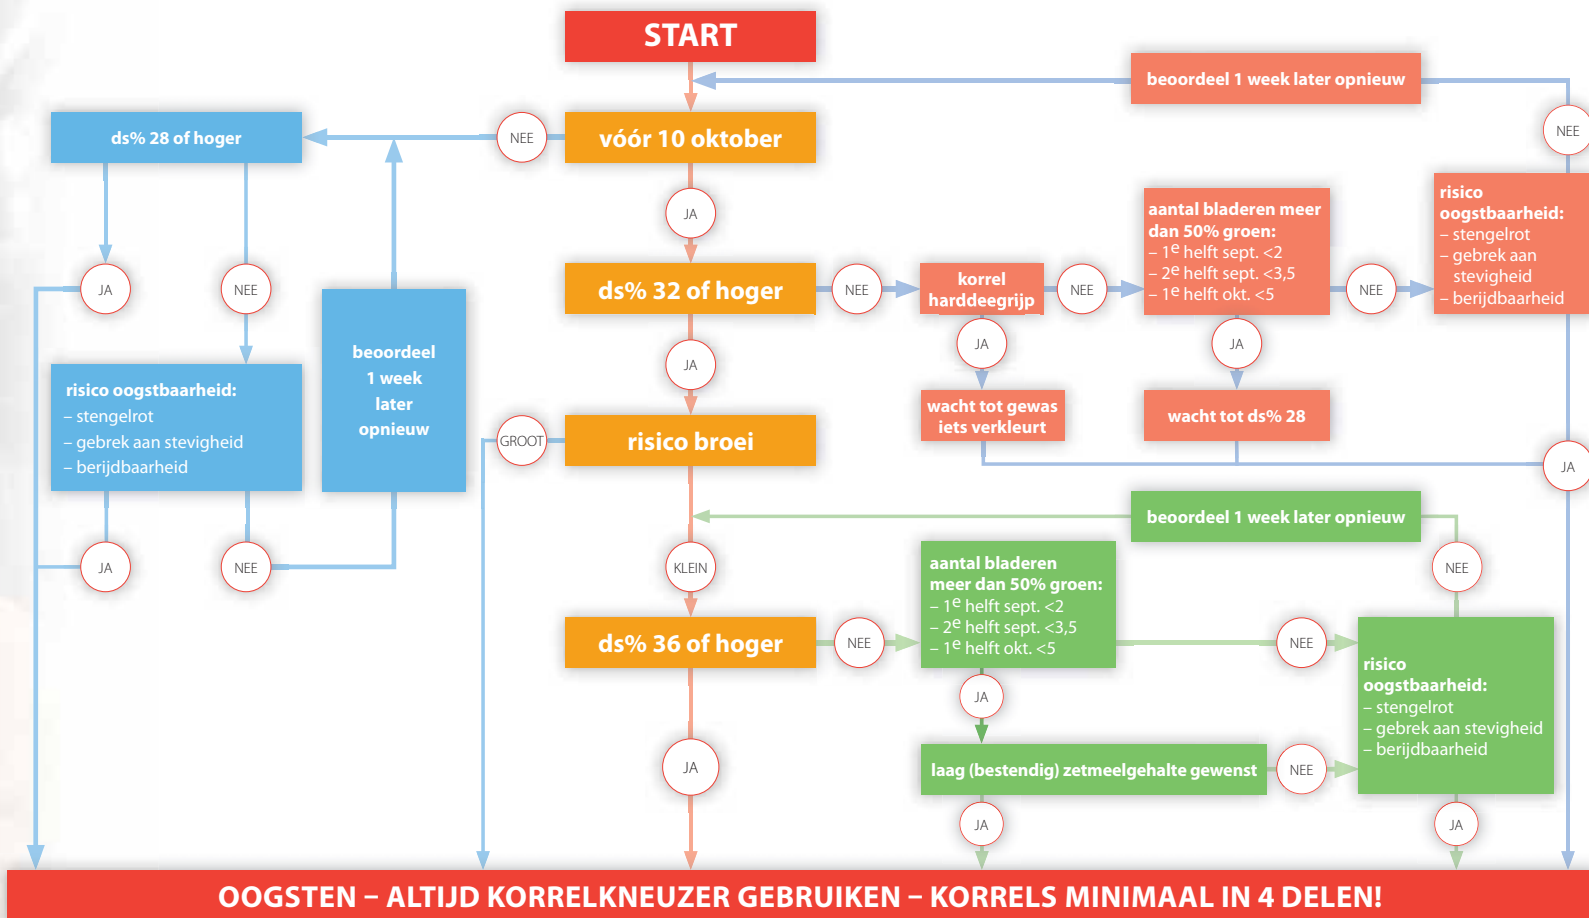 START
beoordeel 1 week later opnieuw
NEE
ds% 28 of hoger
NEE
vóór 10 oktober
JA
risico
oogstbaarheid:
– stengelrot
– gebrek aan
stevigheid
– berijdbaarheid
aantal bladeren meer
dan 50% groen:
– 1e helft sept. <2
– 2e helft sept. <3,5
– 1e helft okt. <5
JA
NEE
ds% 32 of hoger
NEE
korrel
harddeegrijp
NEE
NEE
beoordeel
1 week
later
opnieuw
JA
JA
JA
risico oogstbaarheid:
– stengelrot
– gebrek aan stevigheid
– berijdbaarheid
wacht tot gewas
iets verkleurt
wacht tot ds% 28
GROOT
risico broei
JA
beoordeel 1 week later opnieuw
JA
NEE
KLEIN
aantal bladeren
meer dan 50% groen:
– 1e helft sept. <2
– 2e helft sept. <3,5
– 1e helft okt. <5
NEE
ds% 36 of hoger
NEE
NEE
risico
oogstbaarheid:
– stengelrot
– gebrek aan stevigheid
– berijdbaarheid
JA
JA
laag (bestendig) zetmeelgehalte gewenst
NEE
JA
JA
OOGSTEN – ALTIJD KORRELKNEUZER GEBRUIKEN – KORRELS MINIMAAL IN 4 DELEN!